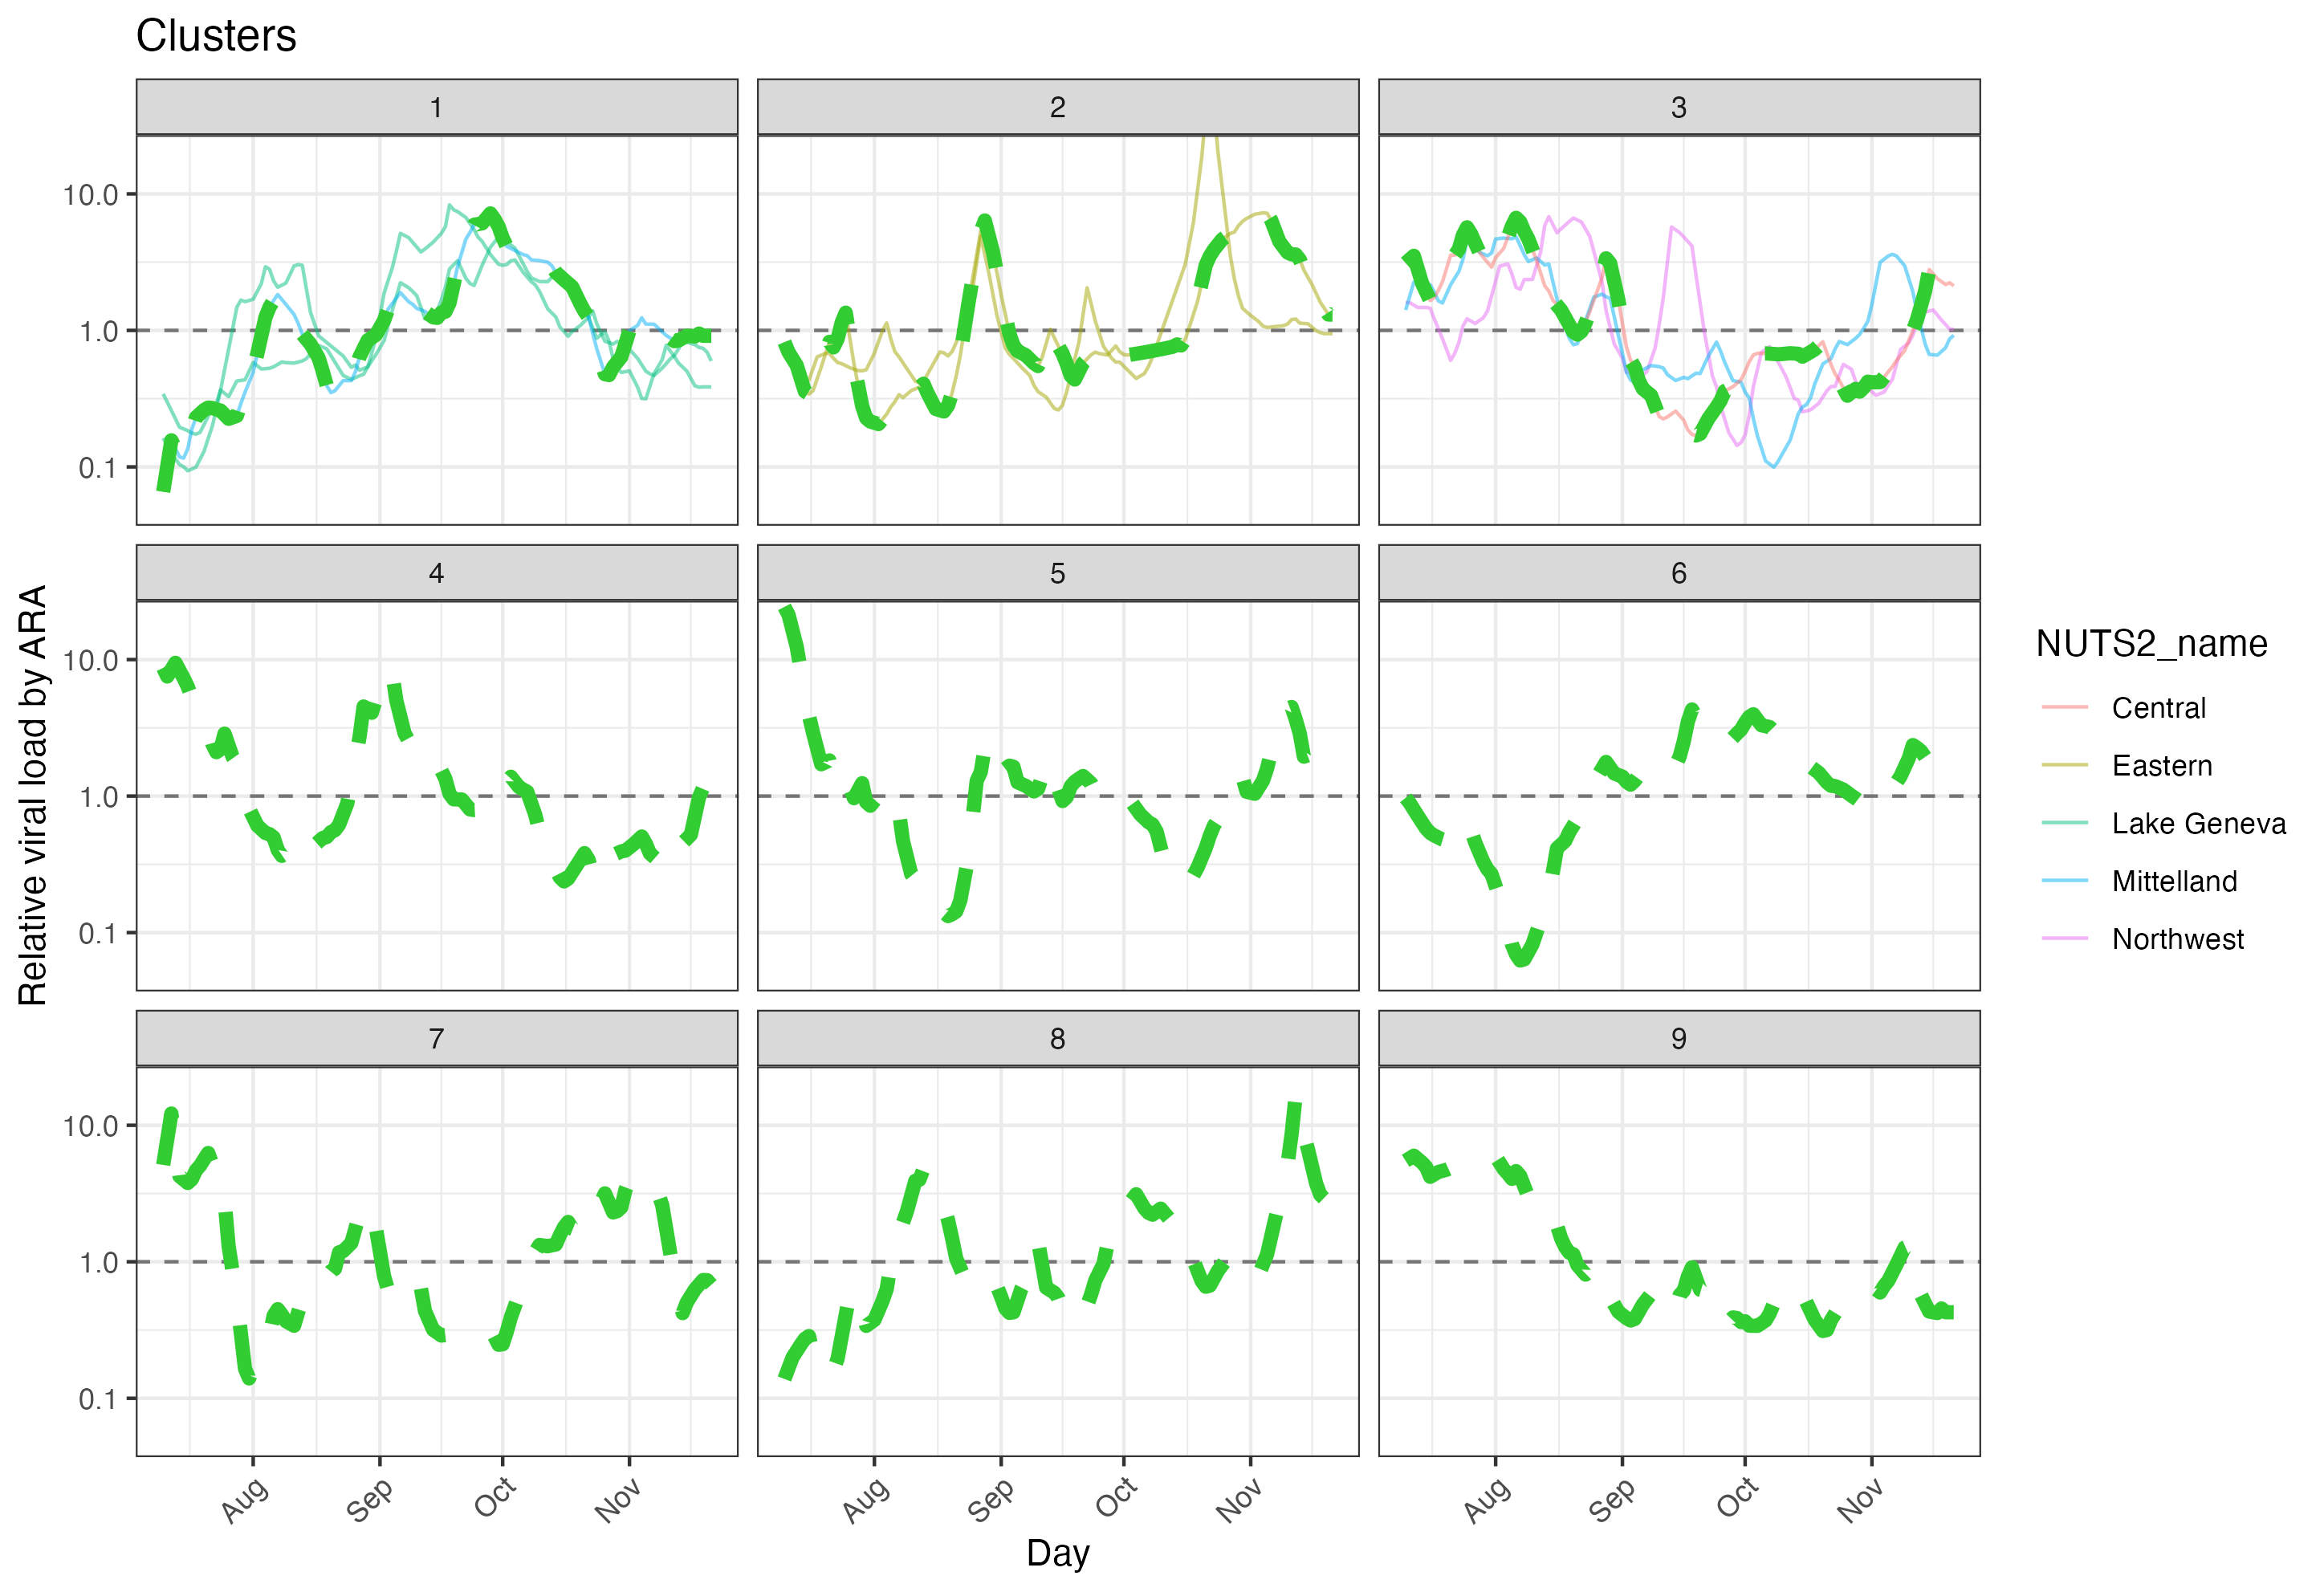 Clusters
1
2
3
10.0
1.0
0.1
4
5
6
10.0
1.0
0.1
7
8
9
10.0
1.0
0.1
Aug
Sep
Oct
Nov
Aug
Sep
Oct
Nov
Aug
Sep
Oct
Nov
Day
Relative viral load by ARA
NUTS2_name
Central
Eastern
Lake Geneva
Mittelland
Northwest